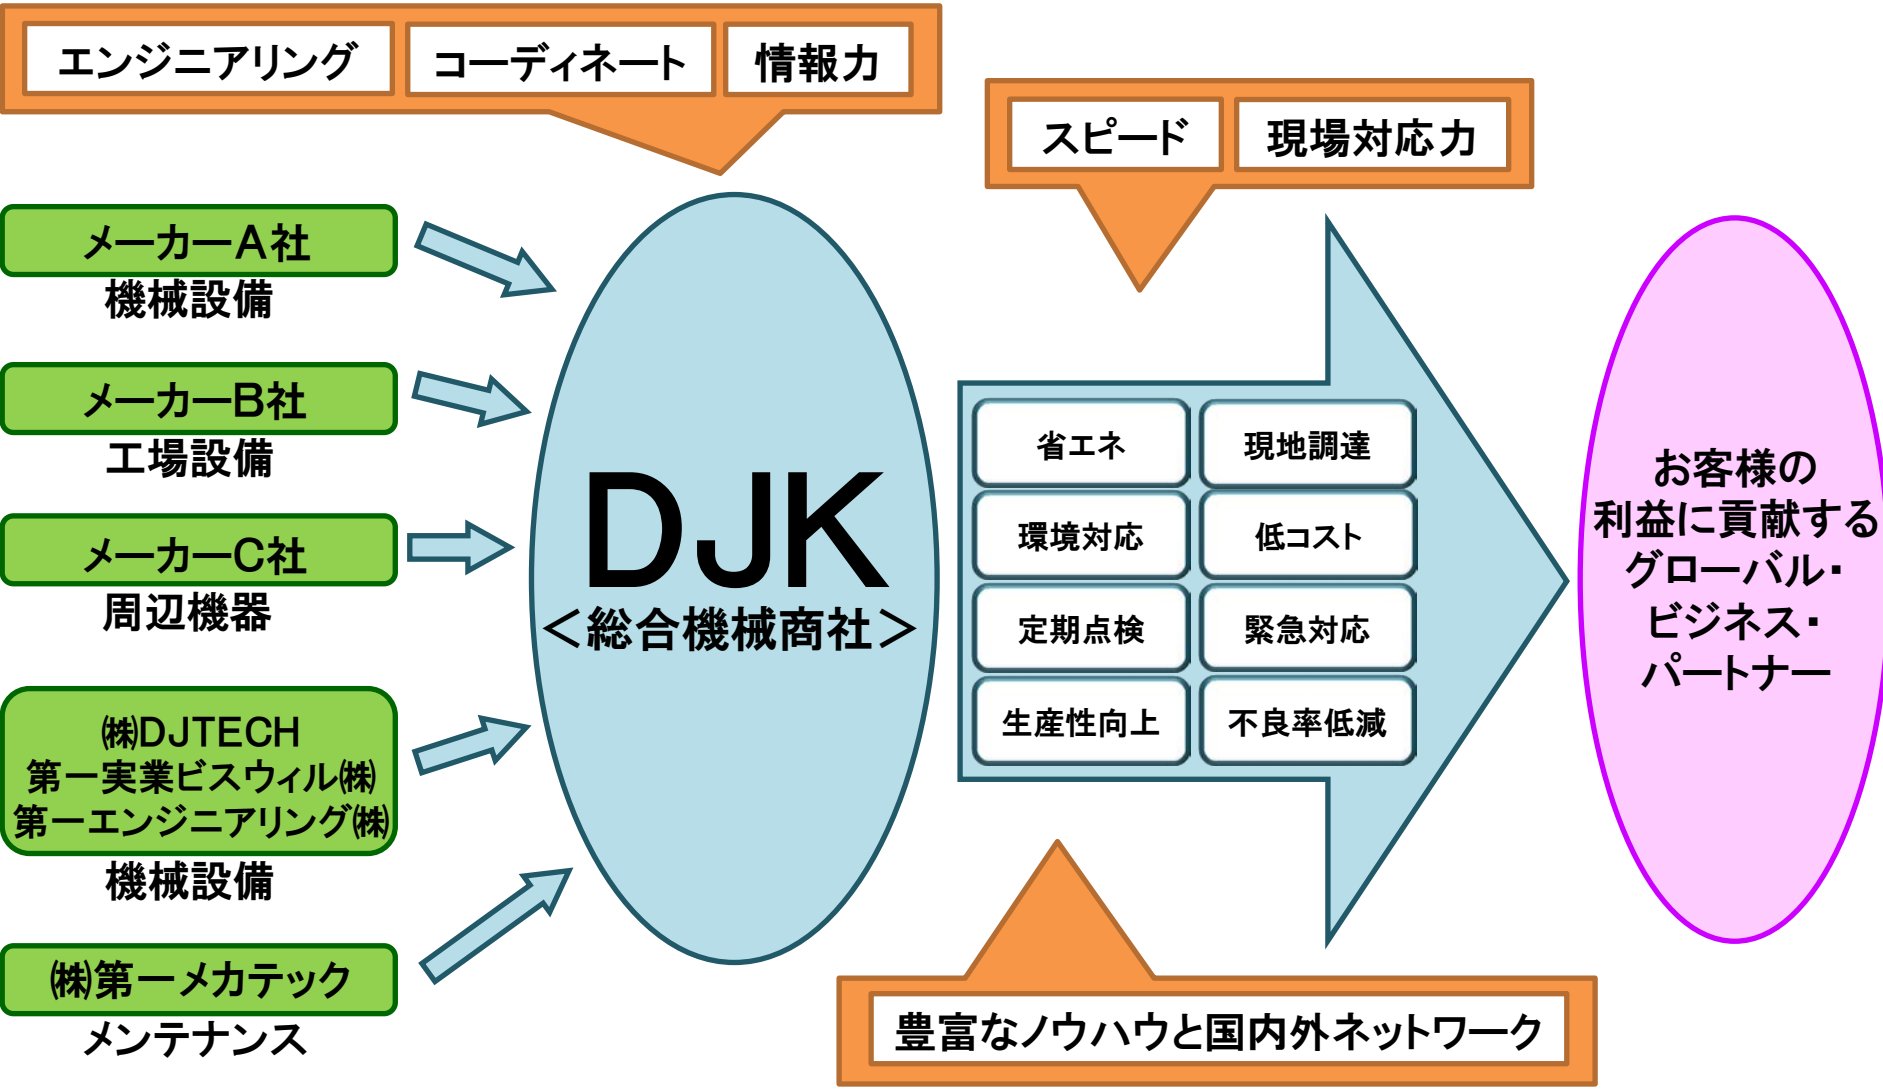 エンジニアリング
コーディネート
情報力
スピード
現場対応力
メーカーA社
機械設備
メーカーB社
工場設備
メーカーC社
周辺機器
㈱DJTECH
第一実業ビスウィル㈱
第一エンジニアリング㈱
機械設備
㈱第一メカテック
メンテナンス
DJK
＜総合機械商社＞
省エネ
現地調達
環境対応
低コスト
定期点検
緊急対応
生産性向上
不良率低減
お客様の
利益に貢献する
グローバル・
ビジネス・
パートナー
豊富なノウハウと国内外ネットワーク